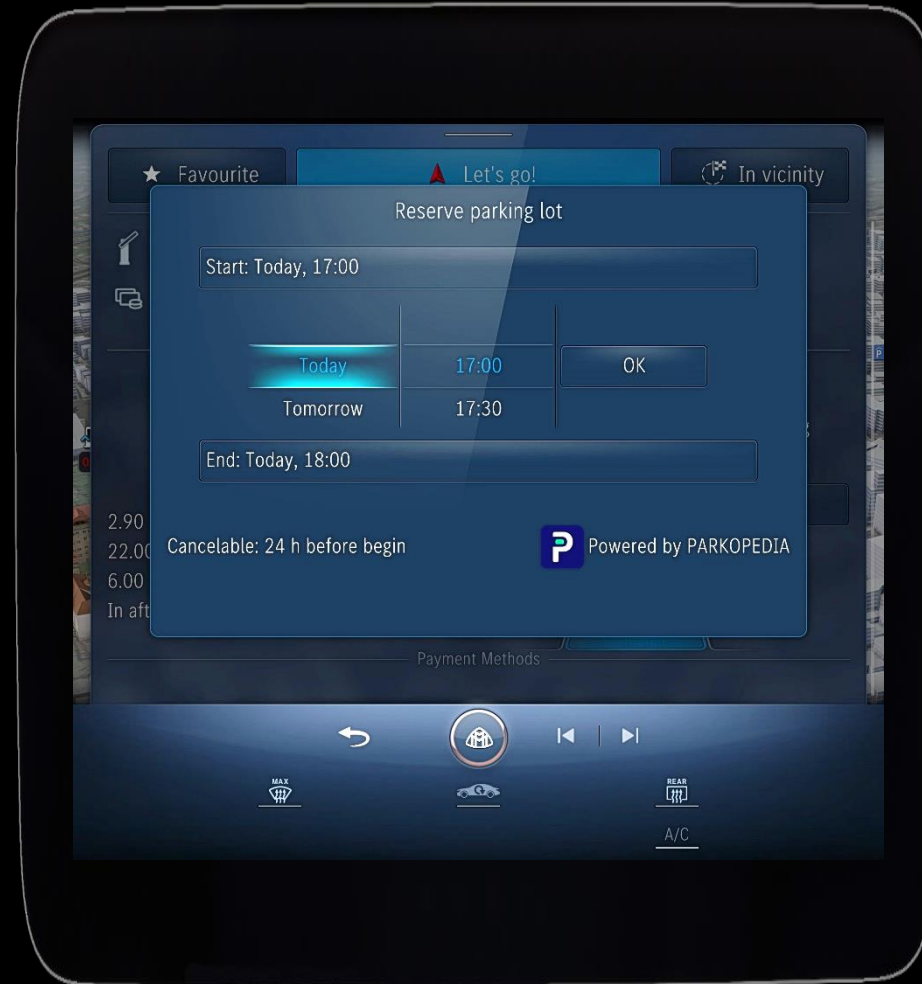 Favourite
Let's go!
In vicinity
Reserve parking lot
Start: Today, 17:00
Today
17:00
OK
Tomorrow
17:30
End: Today, 18:00
2.90
22.00
6.00
In aft
Cancelable: 24 h before begin
Powered by PARKOPEDIA
Payment Methods
MAX
REAR
A/C